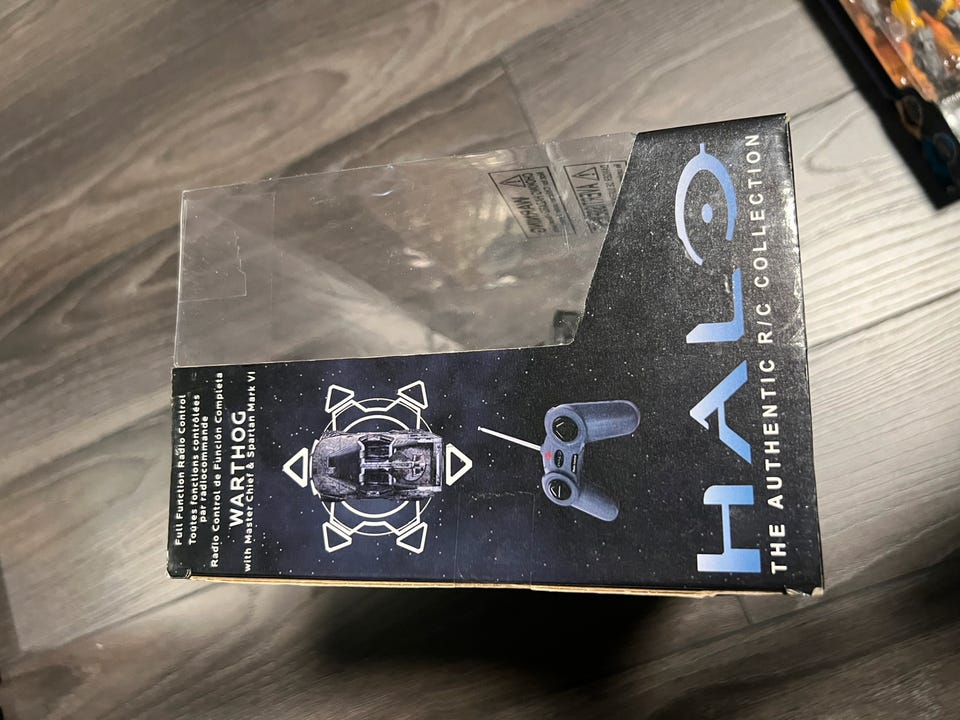 Full Function Radio Control
Toutes fonctions contrôlées
par radiocommande
Radio Control de Función Completa
WARTHOG
with Master Chief & Spartan Mark VI
HALO
THE AUTHENTIC R/C COLLECTION